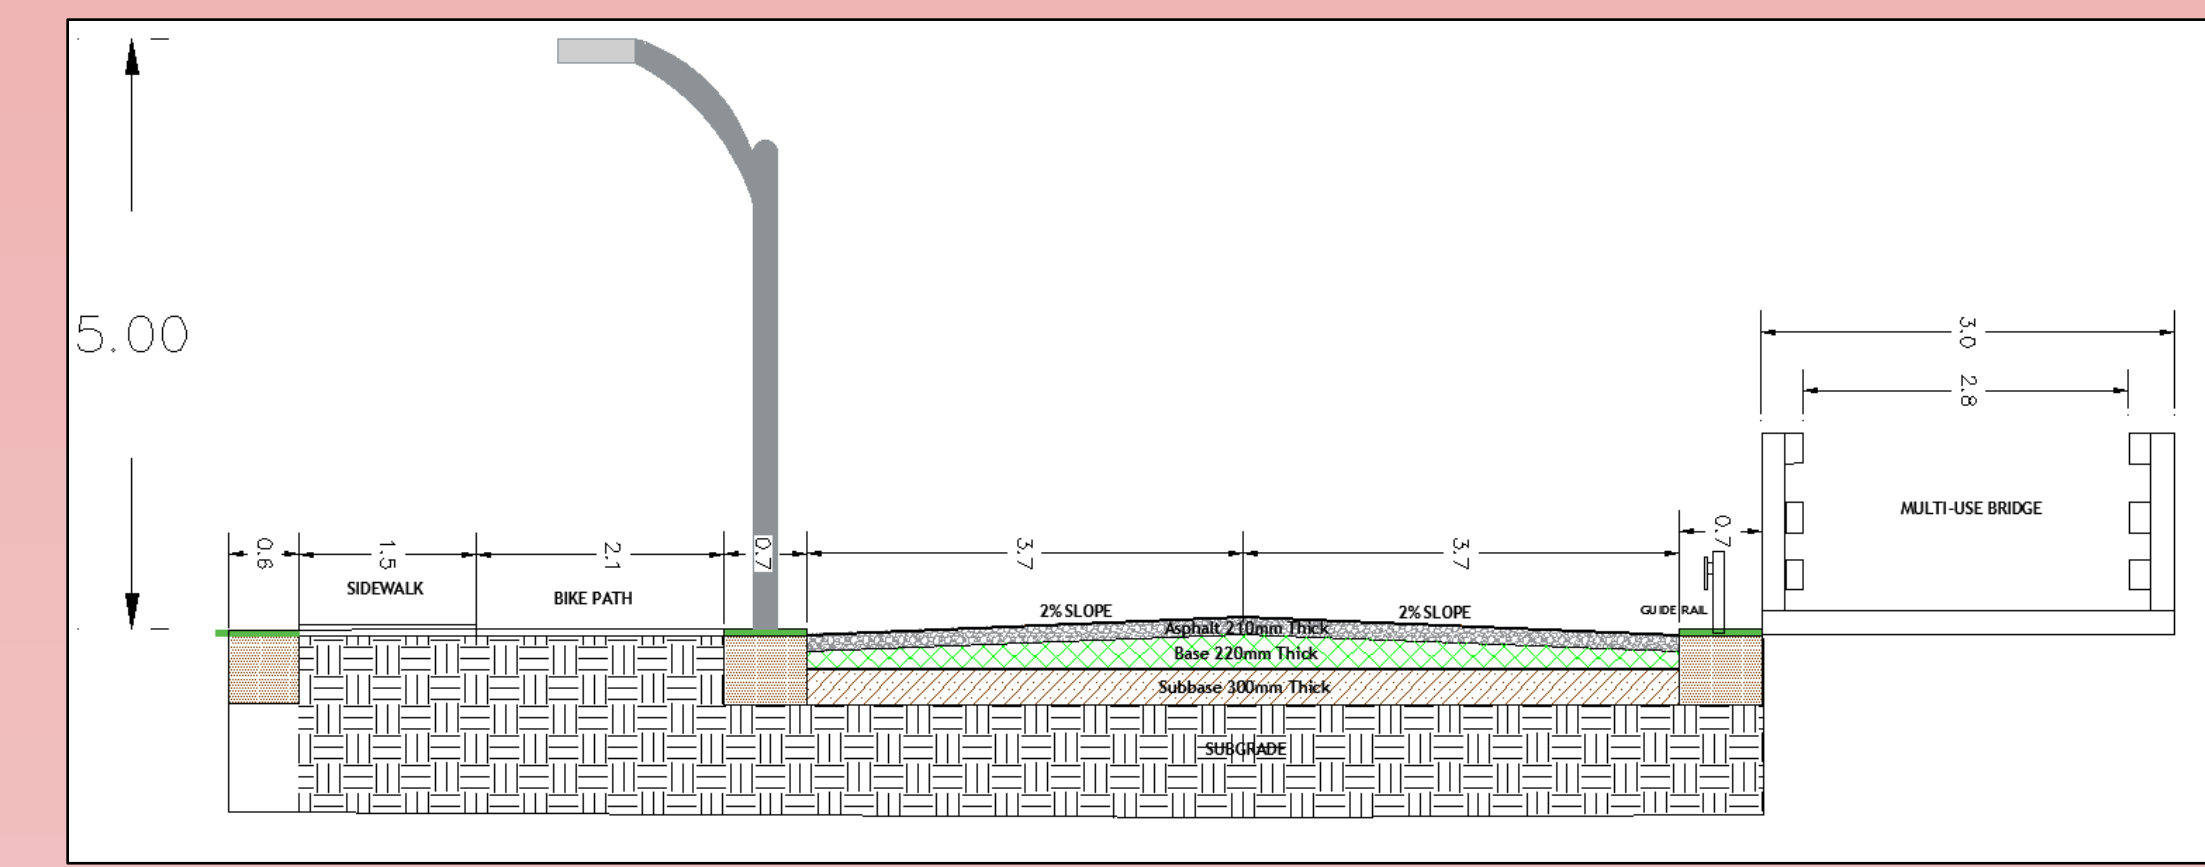 5.00
3.0
2.8
MULTI-USE BRIDGE
0.6
1.5
2.1
0.7
3.7
3.7
0.7
SIDEWALK
BIKE PATH
2% SLOPE
2% SLOPE
GUIDE RAIL
Asphalt 210mm Thick
Base 220mm Thick
Subbase 300mm Thick
SUBGRADE